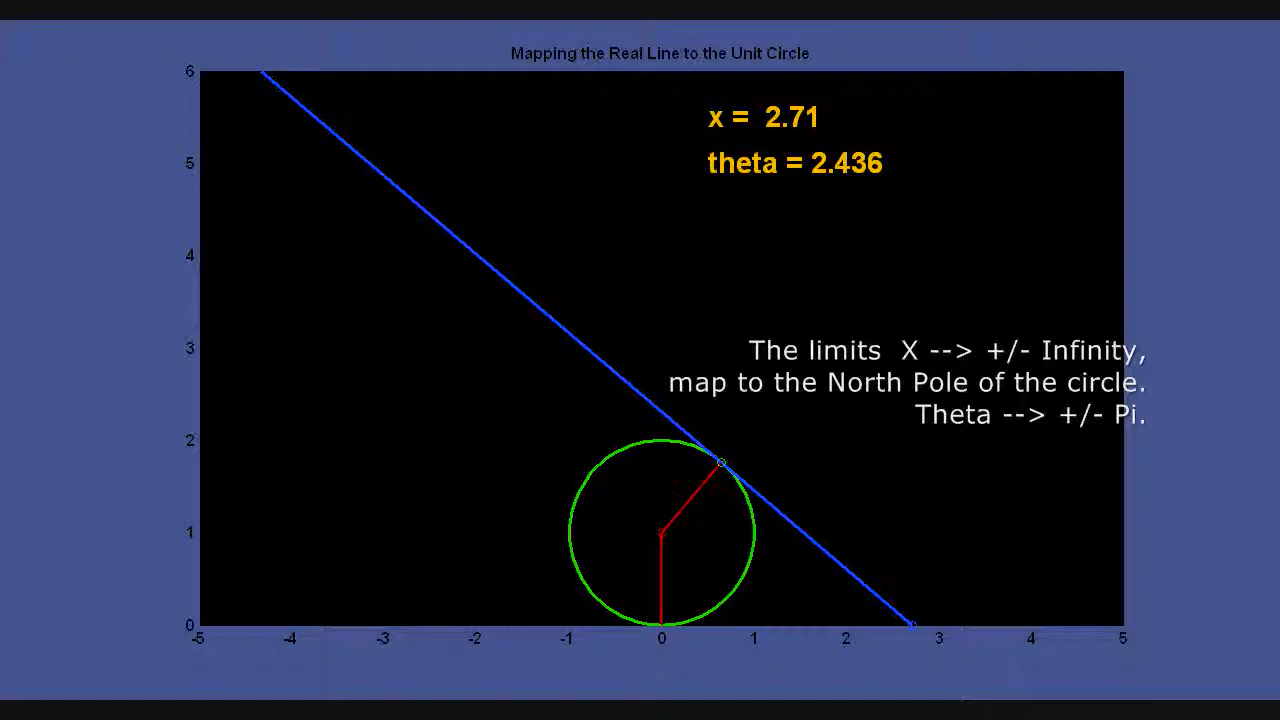 Mapping the Real Line to the Unit Circle
6
x =  2.71
5
theta = 2.436
4
3
The limits  X --> +/- Infinity,
map to the North Pole of the circle.
Theta --> +/- Pi.
2
1
0
-5 -4 -3 -2 -1 0 1 2 3 4 5